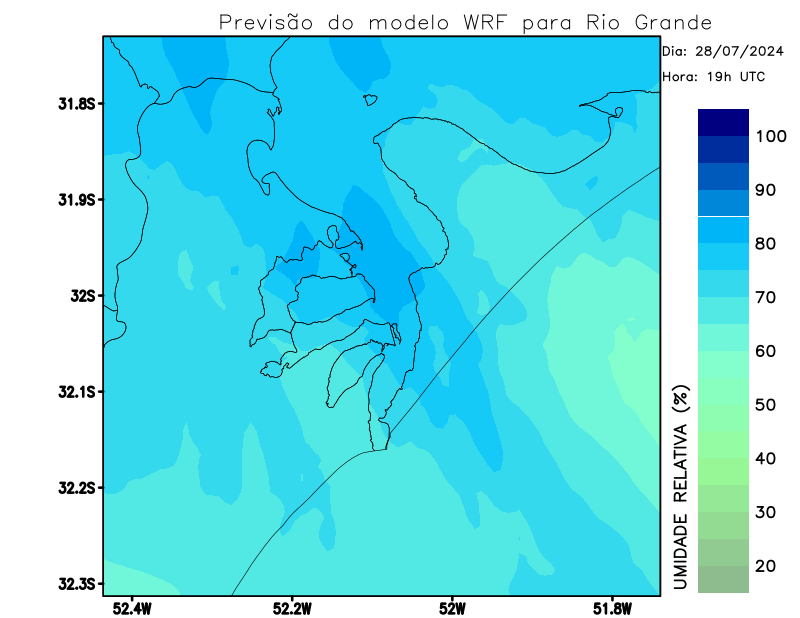 Previsão do modelo WRF para Rio Grande
Dia: 28/07/2024
Hora: 19h UTC
31.8S
31.9S
32S
32.1S
32.2S
32.3S
52.4W
52.2W
52W
51.8W
100
90
80
70
60
50
40
30
20
UMIDADE RELATIVA (%)